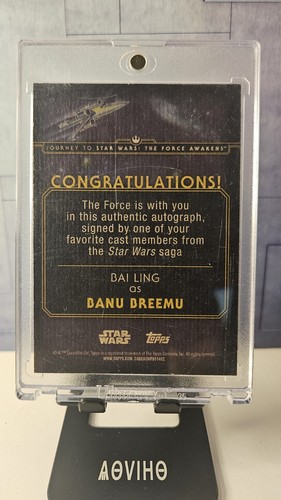 JOURNEY TO STAR WARS: THE FORCE AWAKENS
CONGRATULATIONS!
The Force is with you
in this authentic autograph,
signed by one of your
favorite cast members from
the Star Wars saga
BAI LING
as
BANU BREEMU
STAR WARS
topps
AOVIHO